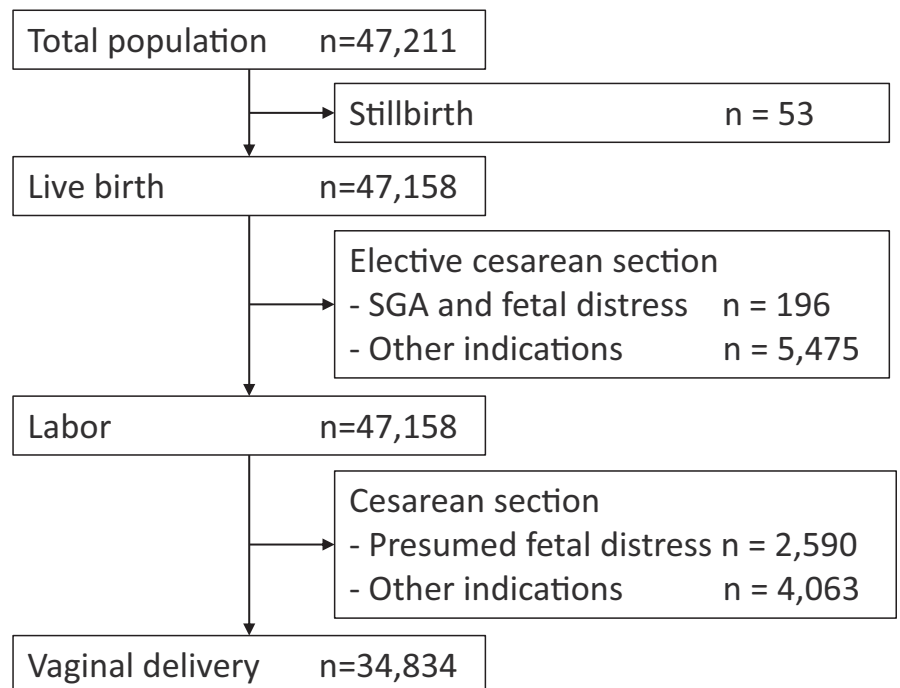 Total population n=47,211
Stillbirth n = 53
Live birth n=47,158
Elective cesarean section
- SGA and fetal distress n = 196
- Other indications n = 5,475
Labor n=47,158
Cesarean section
- Presumed fetal distress n = 2,590
- Other indications n = 4,063
Vaginal delivery n=34,834